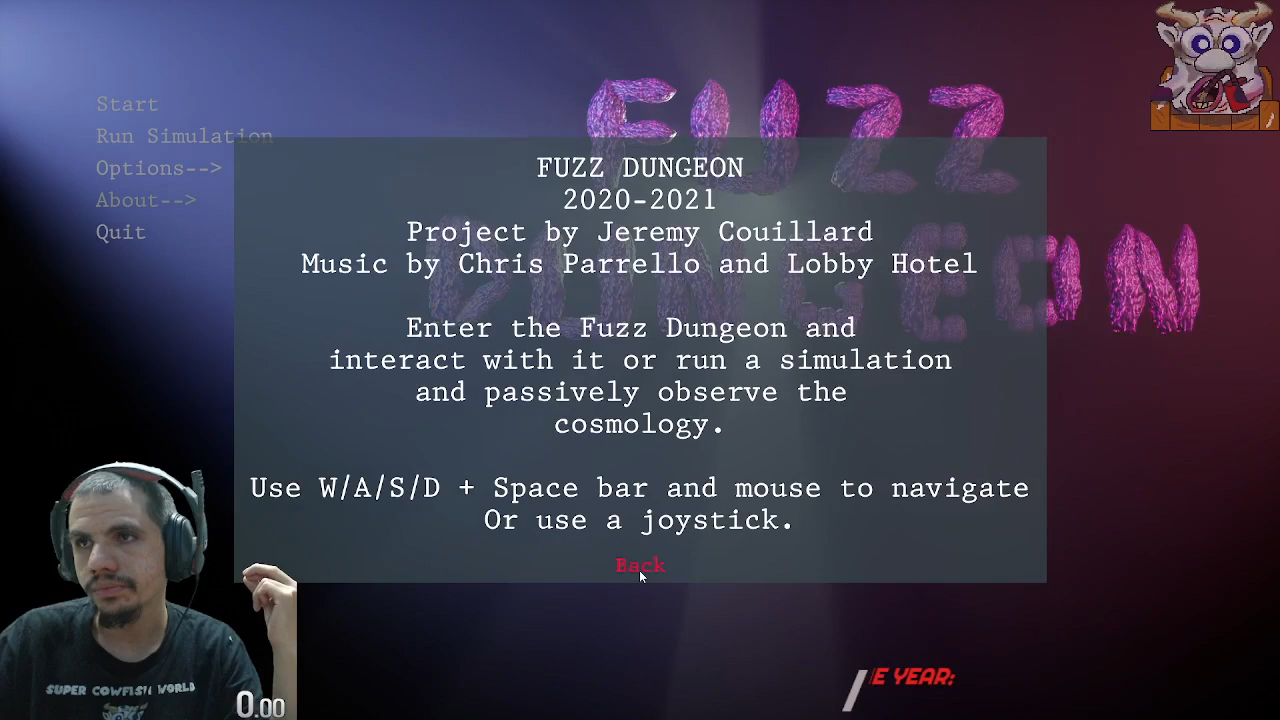 FUZZ
DUNGEON
Start
Run Simulation
Options-->
About-->
Quit
FUZZ DUNGEON
2020-2021
Project by Jeremy Couillard
Music by Chris Parrello and Lobby Hotel
Enter the Fuzz Dungeon and
interact with it or run a simulation
and passively observe the
cosmology.
Use W/A/S/D + Space bar and mouse to navigate
Or use a joystick.
Back
SUPER COWFISH WORLD
0.00
E YEAR: